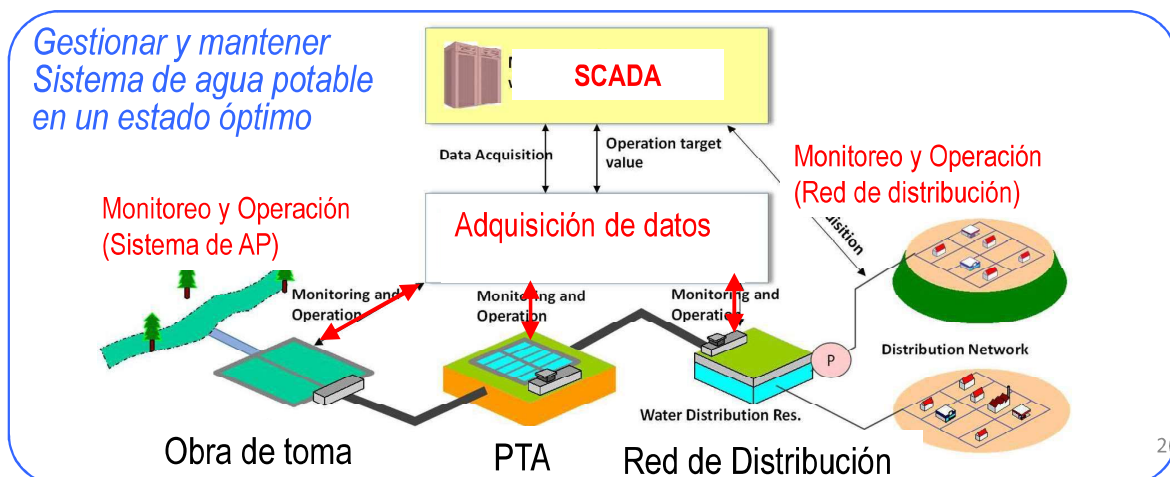 Gestionar y mantener
Sistema de agua potable
en un estado óptimo
SCADA
Data Acquisition
Operation target
value
Monitoreo y Operación
(Red de distribución)
Monitoreo y Operación
(Sistema de AP)
Adquisición de datos
Monitoring and
Operation
Monitoring and
Operation
Monitoring and
Operation
P
Distribution Network
Water Distribution Res.
Obra de toma
PTA
Red de Distribución